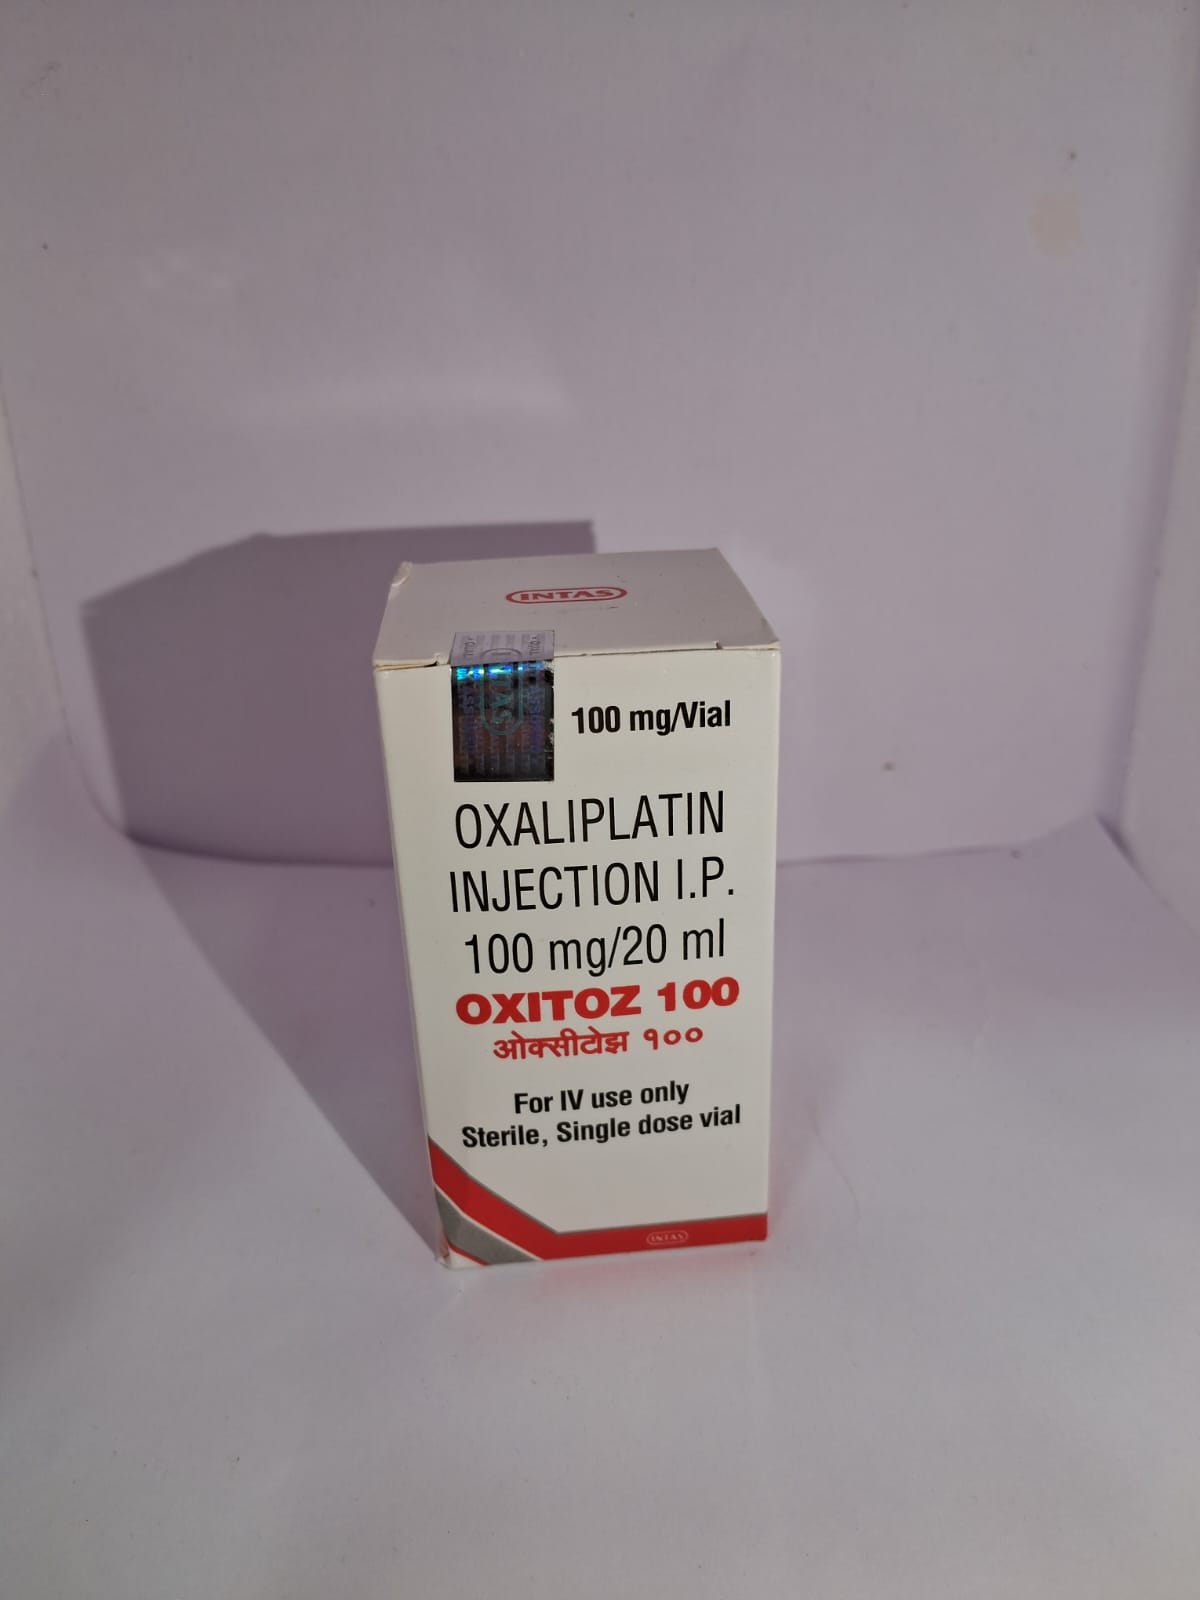 INTAS
INTAS
100 mg/Vial
OXALIPLATIN
INJECTION I.P.
100 mg/20 ml
OXITOZ 100
ओक्सीटोझ १००
For IV use only
Sterile, Single dose vial
INTAS